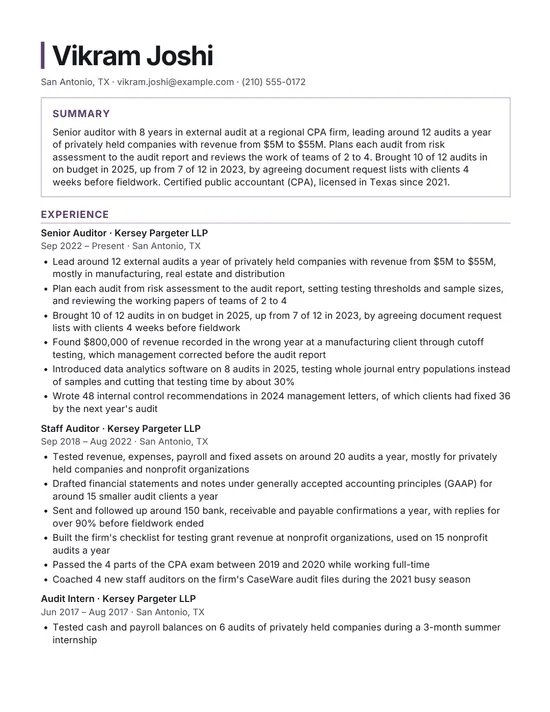 Vikram Joshi
San Antonio, TX · vikram.joshi@example.com · (210) 555-0172
SUMMARY
Senior auditor with 8 years in external audit at a regional CPA firm, leading around 12 audits a year
of privately held companies with revenue from $5M to $55M. Plans each audit from risk
assessment to the audit report and reviews the work of teams of 2 to 4. Brought 10 of 12 audits in
on budget in 2025, up from 7 of 12 in 2023, by agreeing document request lists with clients 4
weeks before fieldwork. Certified public accountant (CPA), licensed in Texas since 2021.
EXPERIENCE
Senior Auditor · Kersey Pargeter LLP
Sep 2022 – Present · San Antonio, TX
• Lead around 12 external audits a year of privately held companies with revenue from $5M to $55M,
mostly in manufacturing, real estate and distribution
• Plan each audit from risk assessment to the audit report, setting testing thresholds and sample sizes,
and reviewing the working papers of teams of 2 to 4
• Brought 10 of 12 audits in on budget in 2025, up from 7 of 12 in 2023, by agreeing document request
lists with clients 4 weeks before fieldwork
• Found $800,000 of revenue recorded in the wrong year at a manufacturing client through cutoff
testing, which management corrected before the audit report
• Introduced data analytics software on 8 audits in 2025, testing whole journal entry populations instead
of samples and cutting that testing time by about 30%
• Wrote 48 internal control recommendations in 2024 management letters, of which clients had fixed 36
by the next year's audit
Staff Auditor · Kersey Pargeter LLP
Sep 2018 – Aug 2022 · San Antonio, TX
• Tested revenue, expenses, payroll and fixed assets on around 20 audits a year, mostly for privately
held companies and nonprofit organizations
• Drafted financial statements and notes under generally accepted accounting principles (GAAP) for
around 15 smaller audit clients a year
• Sent and followed up around 150 bank, receivable and payable confirmations a year, with replies for
over 90% before fieldwork ended
• Built the firm's checklist for testing grant revenue at nonprofit organizations, used on 15 nonprofit
audits a year
• Passed the 4 parts of the CPA exam between 2019 and 2020 while working full-time
• Coached 4 new staff auditors on the firm's CaseWare audit files during the 2021 busy season
Audit Intern · Kersey Pargeter LLP
Jun 2017 – Aug 2017 · San Antonio, TX
• Tested cash and payroll balances on 6 audits of privately held companies during a 3-month summer
internship